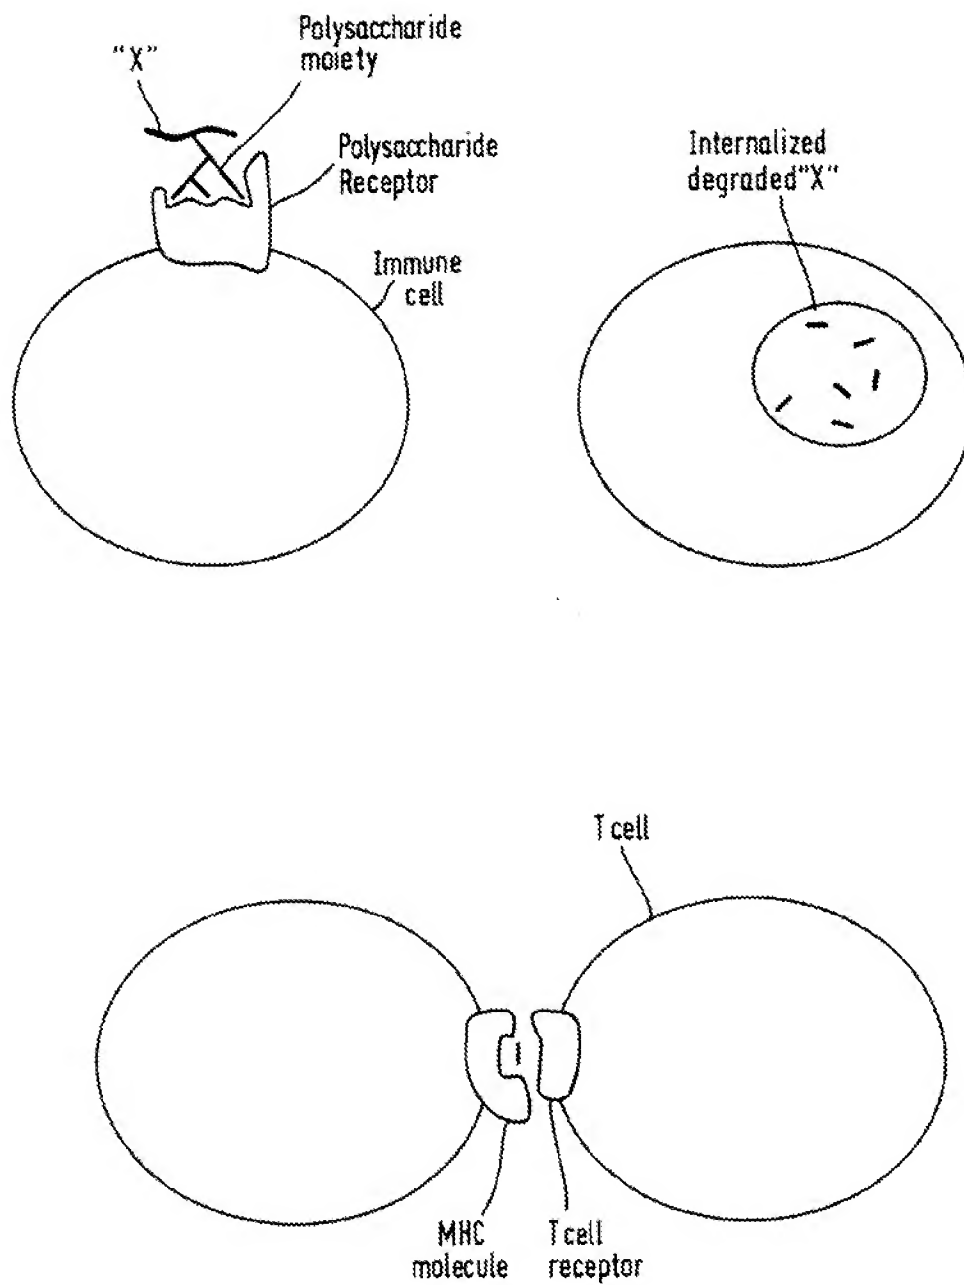 "X"
Polysaccharide
moiety
Polysaccharide
Receptor
Immune
cell
Internalized
degraded"X"
T cell
MHC
molecule
T cell
receptor